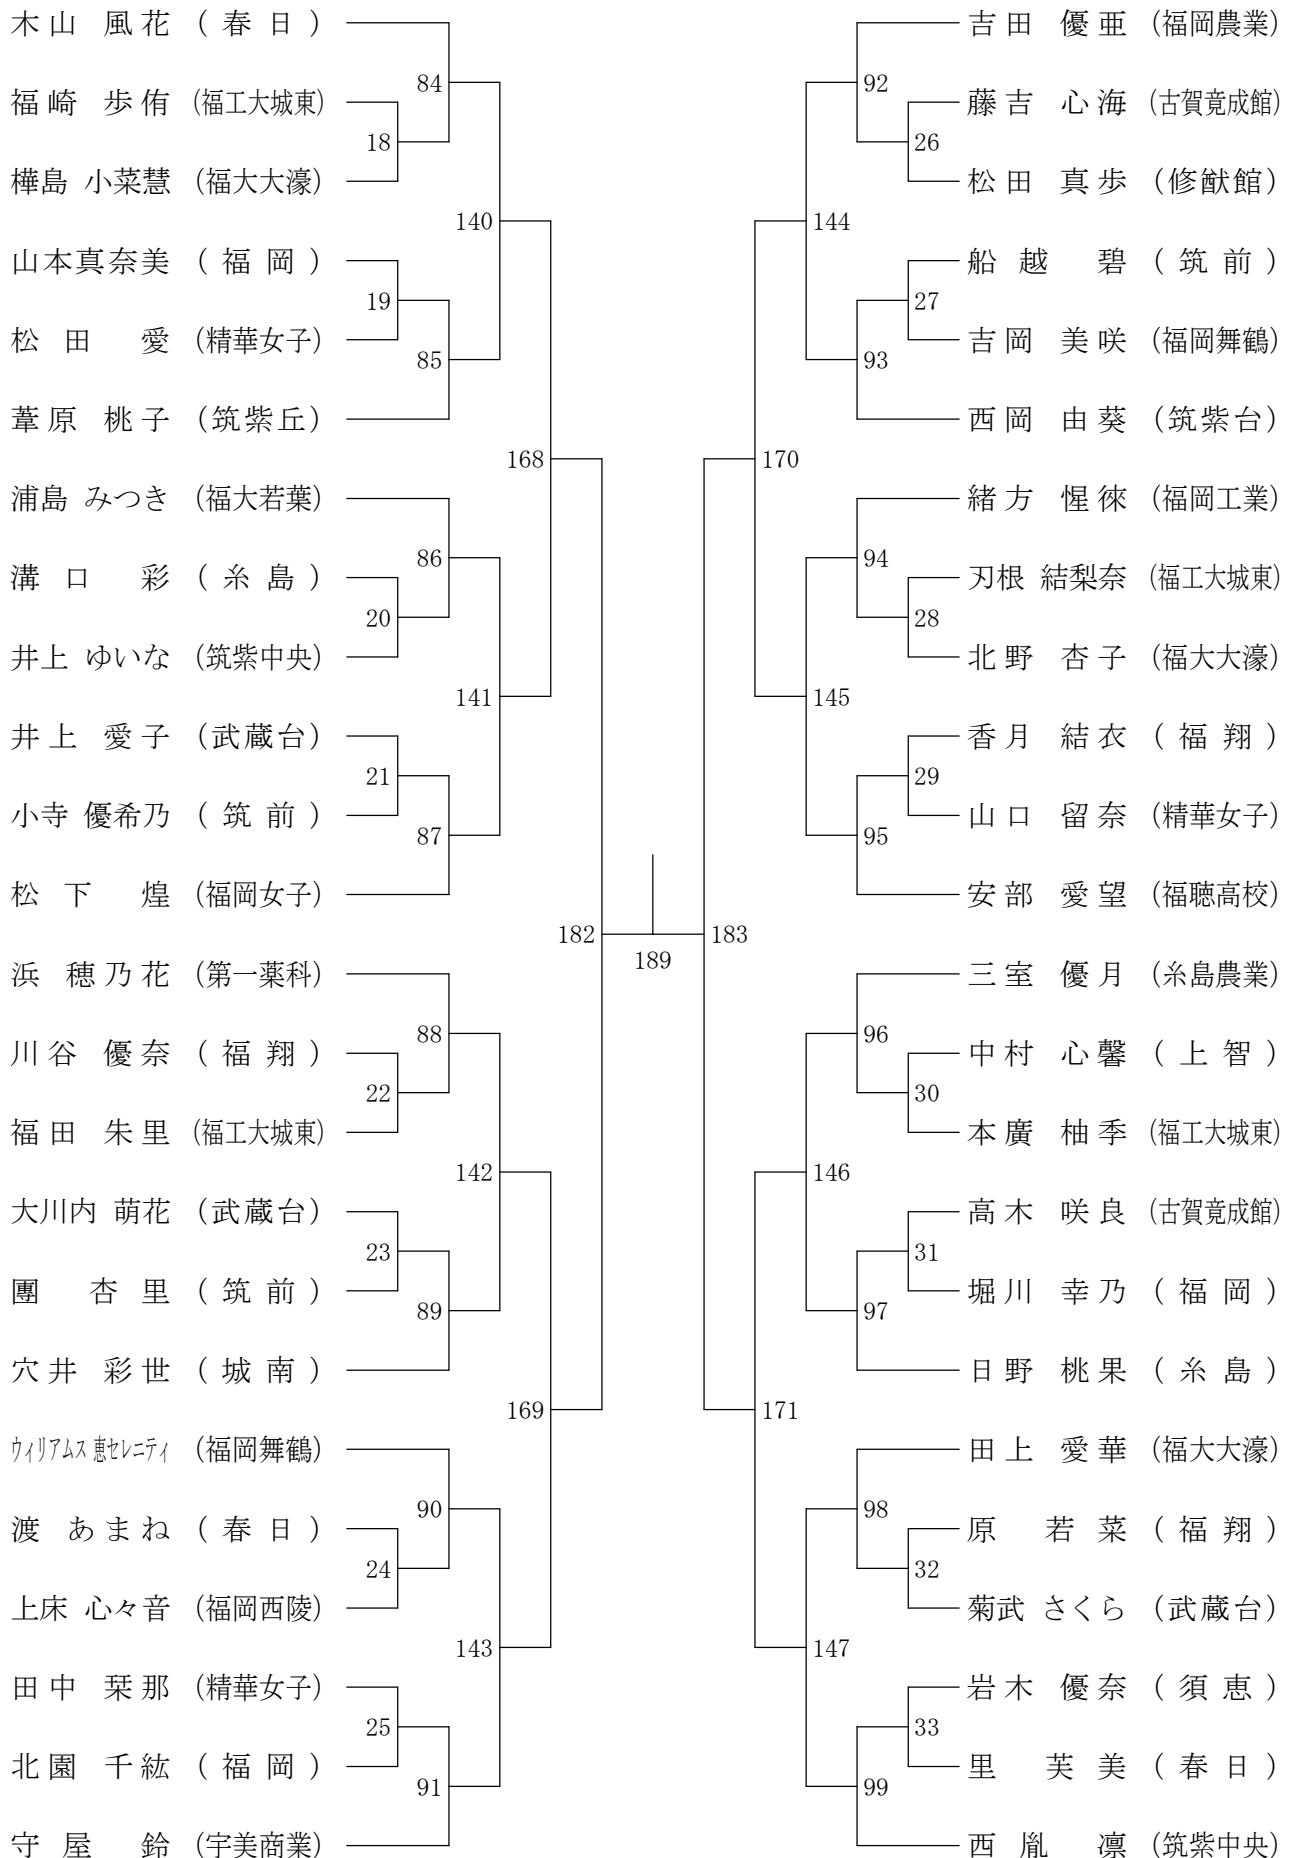 木山 風花 (春日)
84
福崎 歩侑 (福工大城東)
18
樺島 小菜慧 (福大大濠)
140
山本真奈美 (福岡)
19
松田 愛 (精華女子)
85
葦原 桃子 (筑紫丘)
168
浦島 みつき (福大若葉)
86
溝口 彩 (糸島)
20
井上 ゆいな (筑紫中央)
141
井上 愛子 (武蔵台)
21
小寺 優希乃 (筑前)
87
松下 煌 (福岡女子)
182
浜 穂乃花 (第一薬科)
88
川谷 優奈 (福翔)
22
福田 朱里 (福工大城東)
142
大川内 萌花 (武蔵台)
23
團 杏里 (筑前)
89
穴井 彩世 (城南)
169
ウィリアムス 恵セレニティ (福岡舞鶴)
90
渡 あまね (春日)
24
上床 心々音 (福岡西陵)
143
田中 栞那 (精華女子)
25
北園 千紘 (福岡)
91
守屋 鈴 (宇美商業)
189
吉田 優亜 (福岡農業)
92
藤吉 心海 (古賀竟成館)
26
松田 真歩 (修猷館)
144
船越 碧 (筑前)
27
吉岡 美咲 (福岡舞鶴)
93
西岡 由葵 (筑紫台)
170
緒方 惺徠 (福岡工業)
94
刃根 結梨奈 (福工大城東)
28
北野 杏子 (福大大濠)
145
香月 結衣 (福翔)
29
山口 留奈 (精華女子)
95
安部 愛望 (福聴高校)
183
三室 優月 (糸島農業)
96
中村 心馨 (上智)
30
本廣 柚季 (福工大城東)
146
高木 咲良 (古賀竟成館)
31
堀川 幸乃 (福岡)
97
日野 桃果 (糸島)
171
田上 愛華 (福大大濠)
98
原 若菜 (福翔)
32
菊武 さくら (武蔵台)
147
岩木 優奈 (須恵)
33
里 芙美 (春日)
99
西胤 凛 (筑紫中央)